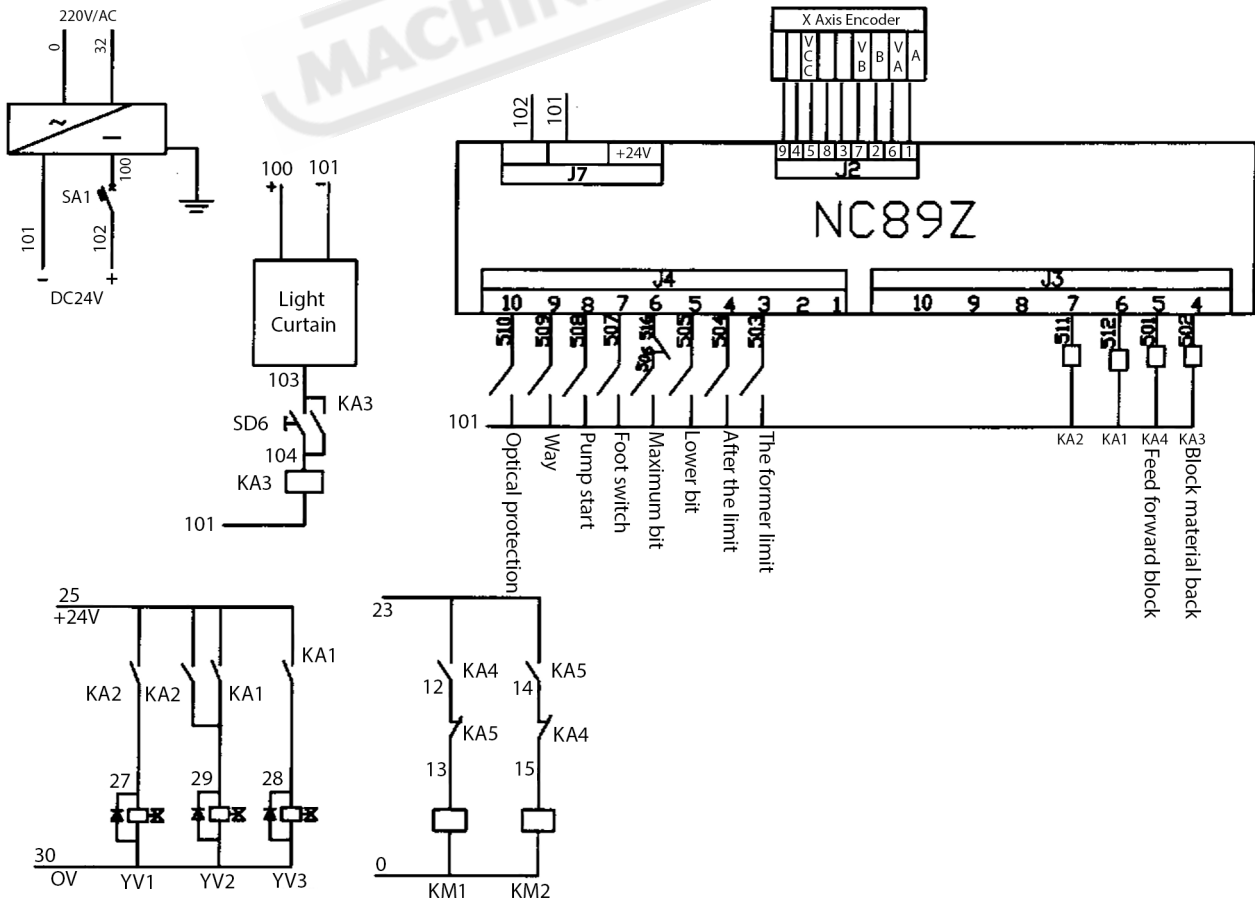 220V/AC
0
32
~
100
SA1
101
102
-
+
DC24V
MACHIN
X Axis Encoder
VCC VB B VA A
9 4 5 8 3 7 2 6 1
J2
102
101
+24V
J7
NC89Z
100
101
+
-
Light
Curtain
103
KA3
SD6
104
KA3
101
J4
10 9 8 7 6 5 4 3 2 1
J3
10 9 8 7 6 5 4
510 509 508 507 516 505 504 503
506
511 512 501 502
101
Optical protection
Way
Pump start
Foot switch
Maximum bit
Lower bit
After the limit
The former limit
KA2 KA1 KA4 KA3
Feed forward block
Block material back
25
+24V
KA2
KA2
KA1
KA1
27
29
28
30
OV
YV1
YV2
YV3
23
KA4
KA5
12
14
KA5
KA4
13
15
0
KM1
KM2